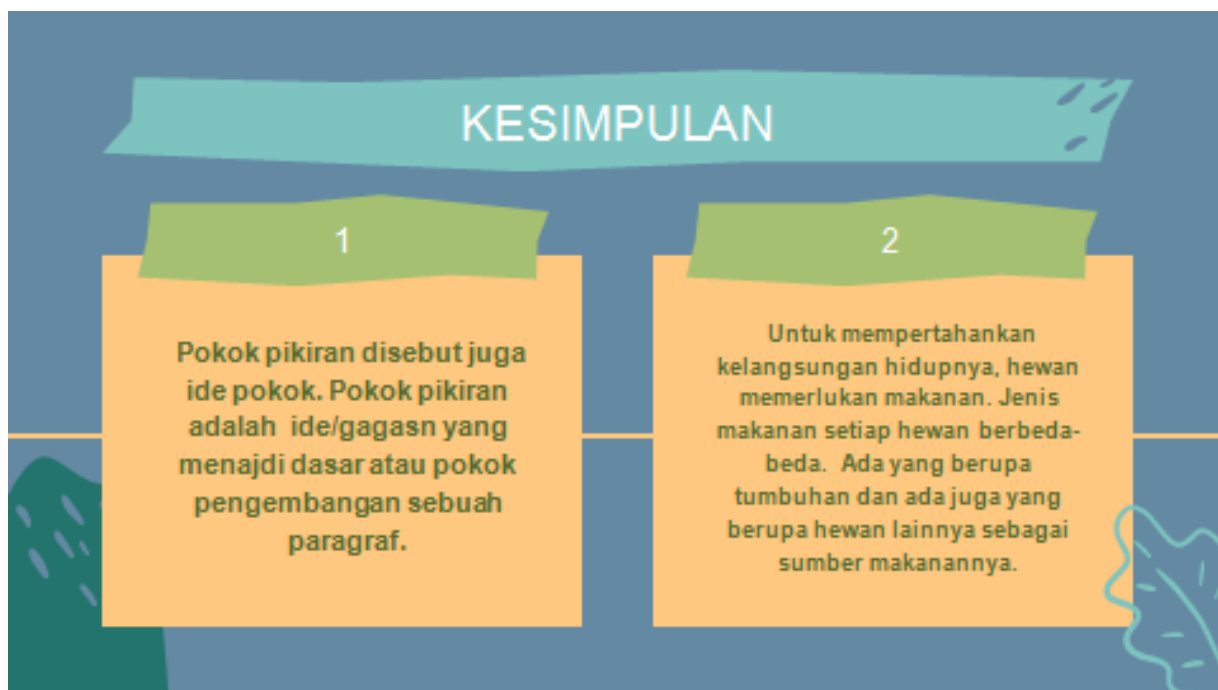 KESIMPULAN
1
Pokok pikiran disebut juga
ide pokok. Pokok pikiran
adalah ide/gagasn yang
menajdi dasar atau pokok
pengembangan sebuah
paragraf.
2
Untuk mempertahankan
kelangsungan hidupnya, hewan
memerlukan makanan. Jenis
makanan setiap hewan berbeda-
beda. Ada yang berupa
tumbuhan dan ada juga yang
berupa hewan lainnya sebagai
sumber makanannya.